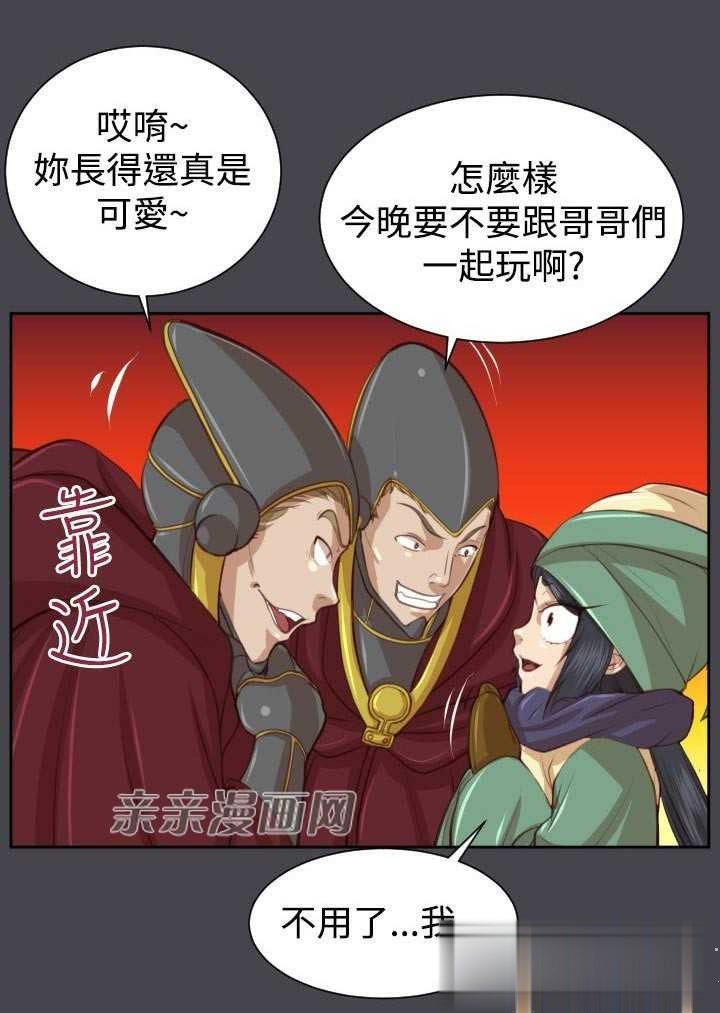 哎唷~
妳長得還真是
可愛~
怎麼樣
今晚要不要跟哥哥們
一起玩啊?
靠近
亲亲漫画网
不用了...我